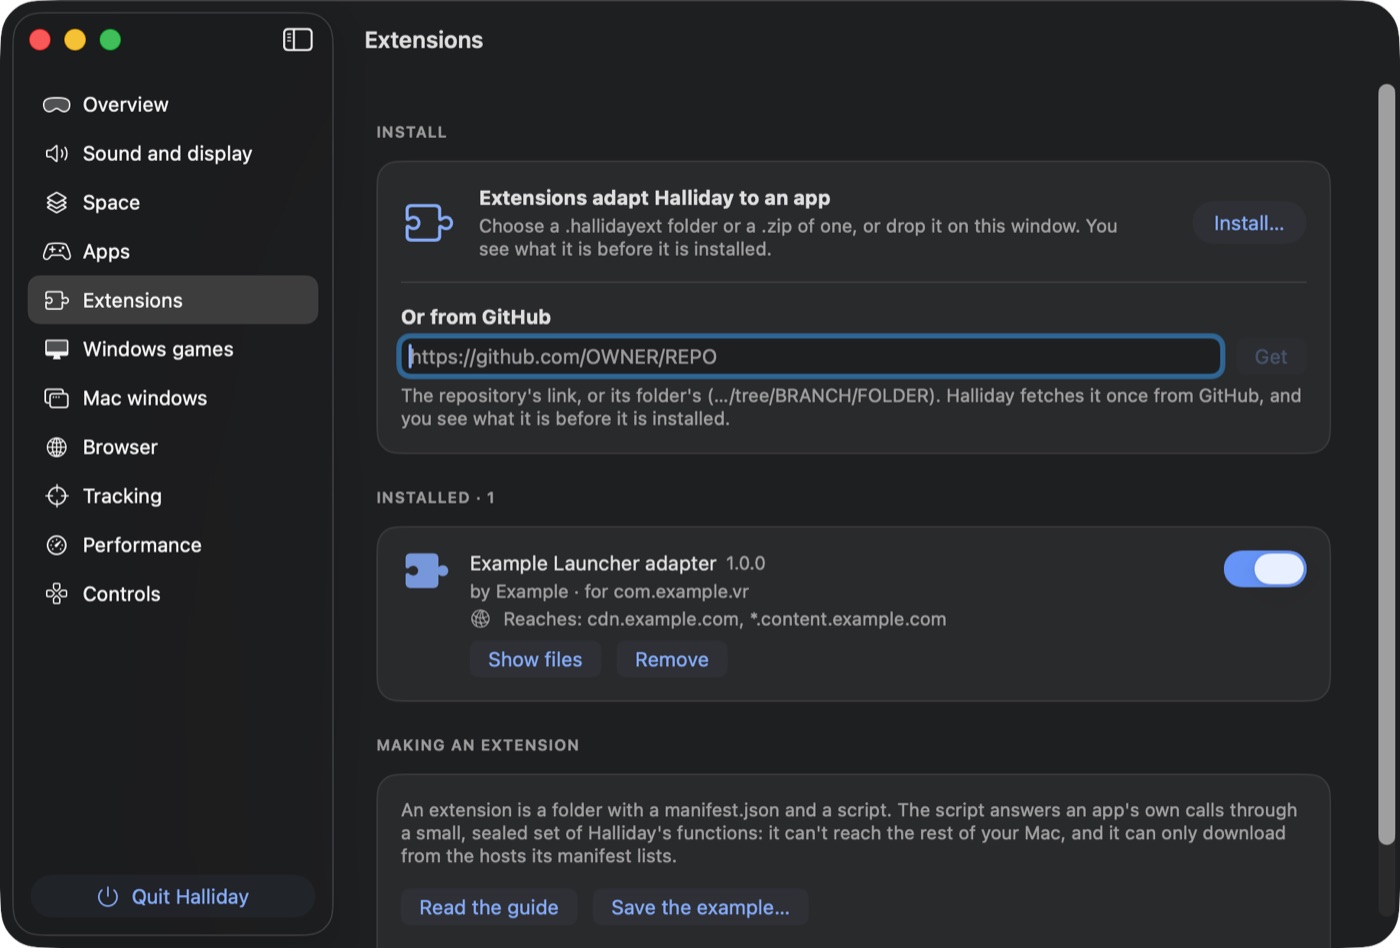 Extensions
Overview
Sound and display
Space
Apps
Extensions
Windows games
Mac windows
Browser
Tracking
Performance
Controls
Quit Halliday
INSTALL
Extensions adapt Halliday to an app
Choose a .hallidayext folder or a .zip of one, or drop it on this window. You
see what it is before it is installed.
Install...
Or from GitHub
https://github.com/OWNER/REPO
Get
The repository's link, or its folder's (.../tree/BRANCH/FOLDER). Halliday fetches it once from GitHub, and
you see what it is before it is installed.
INSTALLED · 1
Example Launcher adapter 1.0.0
by Example · for com.example.vr
Reaches: cdn.example.com, *.content.example.com
Show files
Remove
MAKING AN EXTENSION
An extension is a folder with a manifest.json and a script. The script answers an app's own calls through
a small, sealed set of Halliday's functions: it can't reach the rest of your Mac, and it can only download
from the hosts its manifest lists.
Read the guide
Save the example...